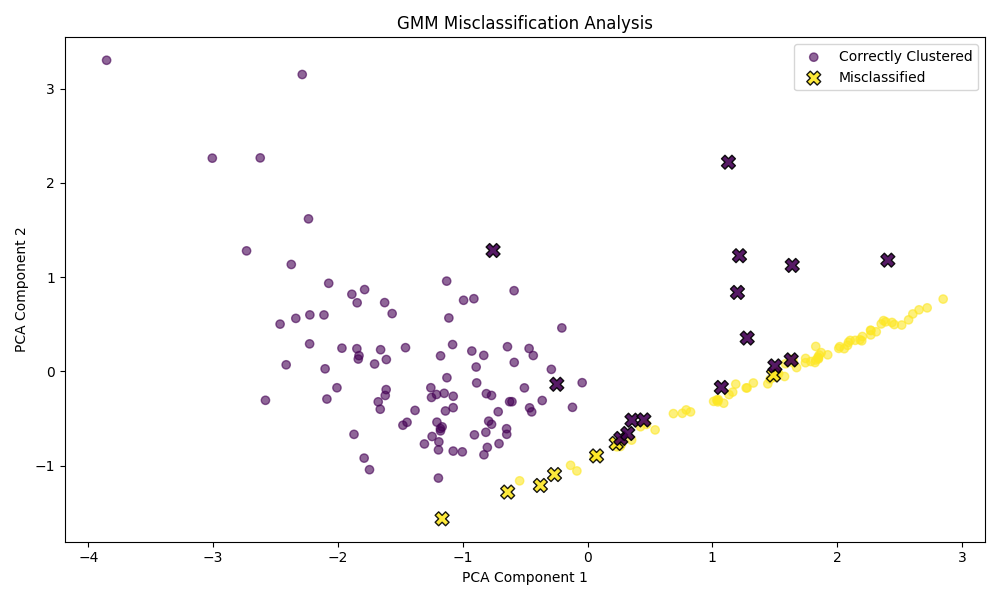 GMM Misclassification Analysis
Correctly Clustered
Misclassified
PCA Component 2
3
2
1
0
−1
−4
−3
−2
−1
0
1
2
3
PCA Component 1